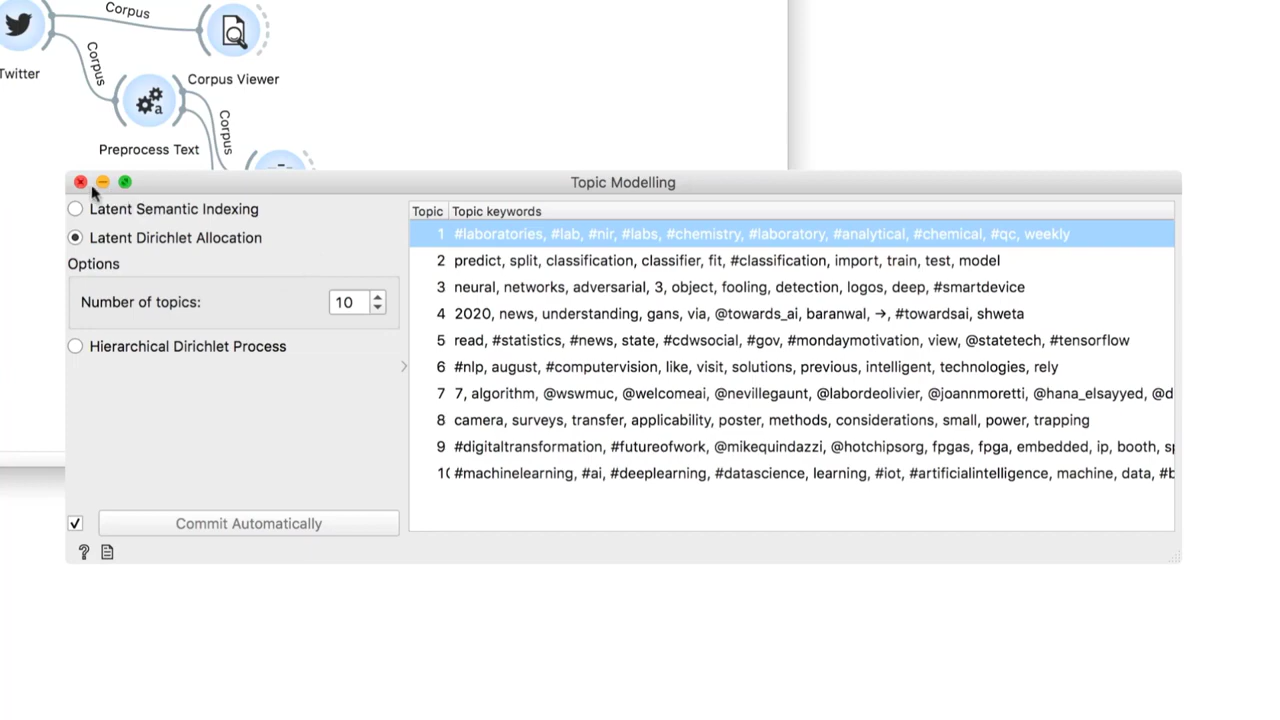 Corpus
Twitter
Corpus
Corpus Viewer
a
Corpus
Preprocess Text
Topic Modelling
Latent Semantic Indexing
Latent Dirichlet Allocation
Options
Number of topics: 10
Hierarchical Dirichlet Process
Commit Automatically
?
Topic Topic keywords
1 #laboratories, #lab, #nir, #labs, #chemistry, #laboratory, #analytical, #chemical, #qc, weekly
2 predict, split, classification, classifier, fit, #classification, import, train, test, model
3 neural, networks, adversarial, 3, object, fooling, detection, logos, deep, #smartdevice
4 2020, news, understanding, gans, via, @towards_ai, baranwal, →, #towardsai, shweta
5 read, #statistics, #news, state, #cdwsocial, #gov, #mondaymotivation, view, @statetech, #tensorflow
6 #nlp, august, #computervision, like, visit, solutions, previous, intelligent, technologies, rely
7 7, algorithm, @wswmuc, @welcomeai, @nevillegaunt, @labordeolivier, @joannmoretti, @hana_elsayyed, @d
8 camera, surveys, transfer, applicability, poster, methods, considerations, small, power, trapping
9 #digitaltransformation, #futureofwork, @mikequindazzi, @hotchipsorg, fpgas, fpga, embedded, ip, booth, sp
10 #machinelearning, #ai, #deeplearning, #datascience, learning, #iot, #artificialintelligence, machine, data, #b